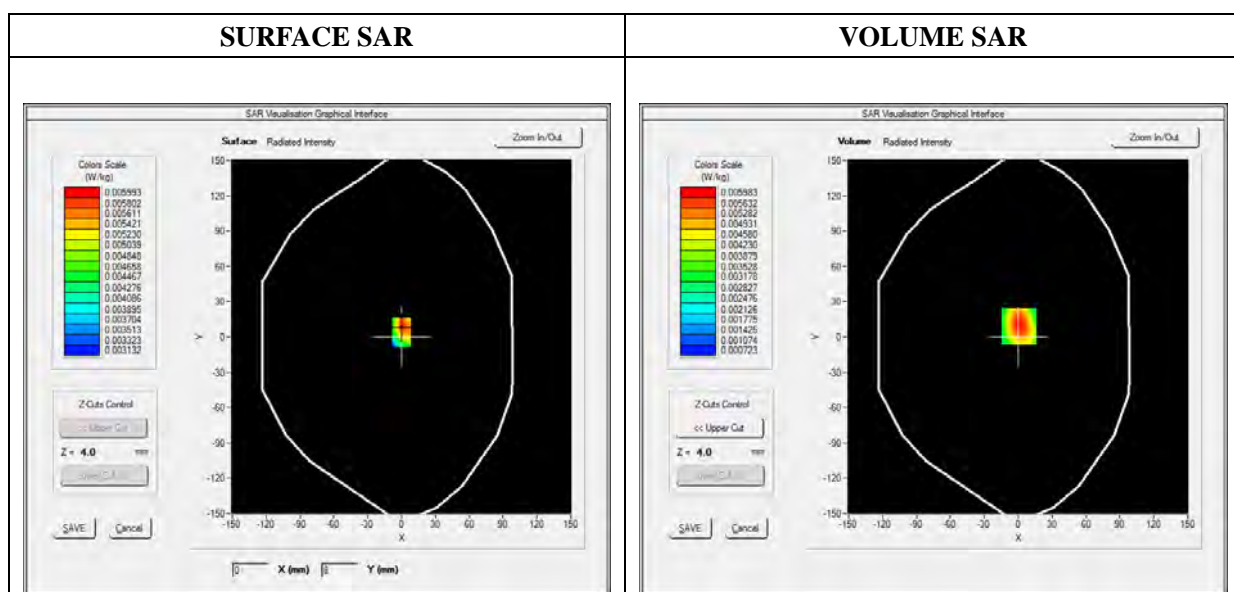 SURFACE SAR
VOLUME SAR
SAR Visualisation Graphical Interface
Surface Radiated Intensity
Zoom In/Out
Colors Scale
(W/kg)
0.005993
0.005802
0.005611
0.005421
0.005230
0.005039
0.004848
0.004658
0.004467
0.004276
0.004086
0.003895
0.003704
0.003513
0.003323
0.003132
150
120
90
60
30
0
-30
-60
-90
-120
-150
Y
-150 -120 -90 -60 -30 0 30 60 90 120 150
X
Z-Cuts Control
<< Upper Cut
Z = 4.0 mm
SAVE Cancel
0 X (mm) 8 Y (mm)
SAR Visualisation Graphical Interface
Volume Radiated Intensity
Zoom In/Out
Colors Scale
(W/kg)
0.005983
0.005632
0.005282
0.004931
0.004580
0.004230
0.003879
0.003528
0.003178
0.002827
0.002476
0.002126
0.001775
0.001425
0.001074
0.000723
150
120
90
60
30
0
-30
-60
-90
-120
-150
Y
-150 -120 -90 -60 -30 0 30 60 90 120 150
X
Z-Cuts Control
<< Upper Cut
Z = 4.0 mm
SAVE Cancel